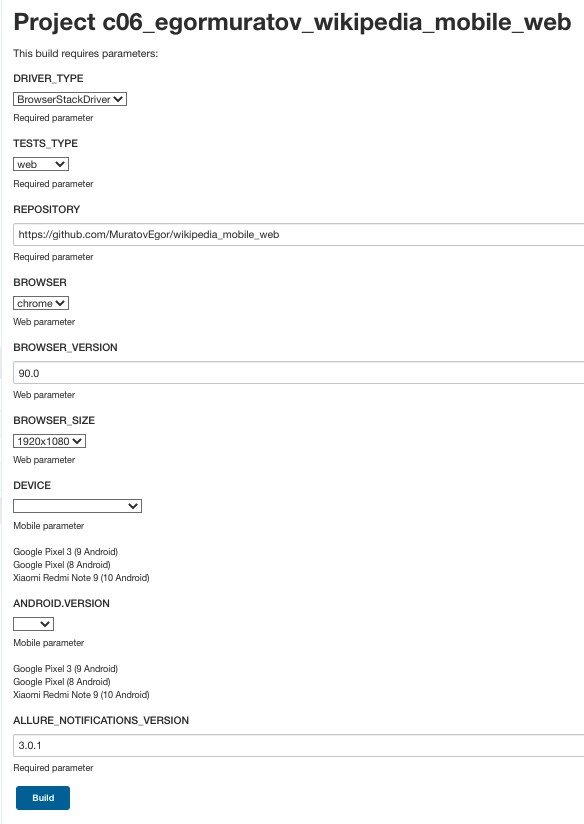 Project c06_egormuratov_wikipedia_mobile_web
This build requires parameters:
DRIVER_TYPE
BrowserStackDriver
Required parameter
TESTS_TYPE
web
Required parameter
REPOSITORY
https://github.com/MuratovEgor/wikipedia_mobile_web
Required parameter
BROWSER
chrome
Web parameter
BROWSER_VERSION
90.0
Web parameter
BROWSER_SIZE
1920x1080
Web parameter
DEVICE
Mobile parameter
Google Pixel 3 (9 Android)
Google Pixel (8 Android)
Xiaomi Redmi Note 9 (10 Android)
ANDROID.VERSION
Mobile parameter
Google Pixel 3 (9 Android)
Google Pixel (8 Android)
Xiaomi Redmi Note 9 (10 Android)
ALLURE_NOTIFICATIONS_VERSION
3.0.1
Required parameter
Build